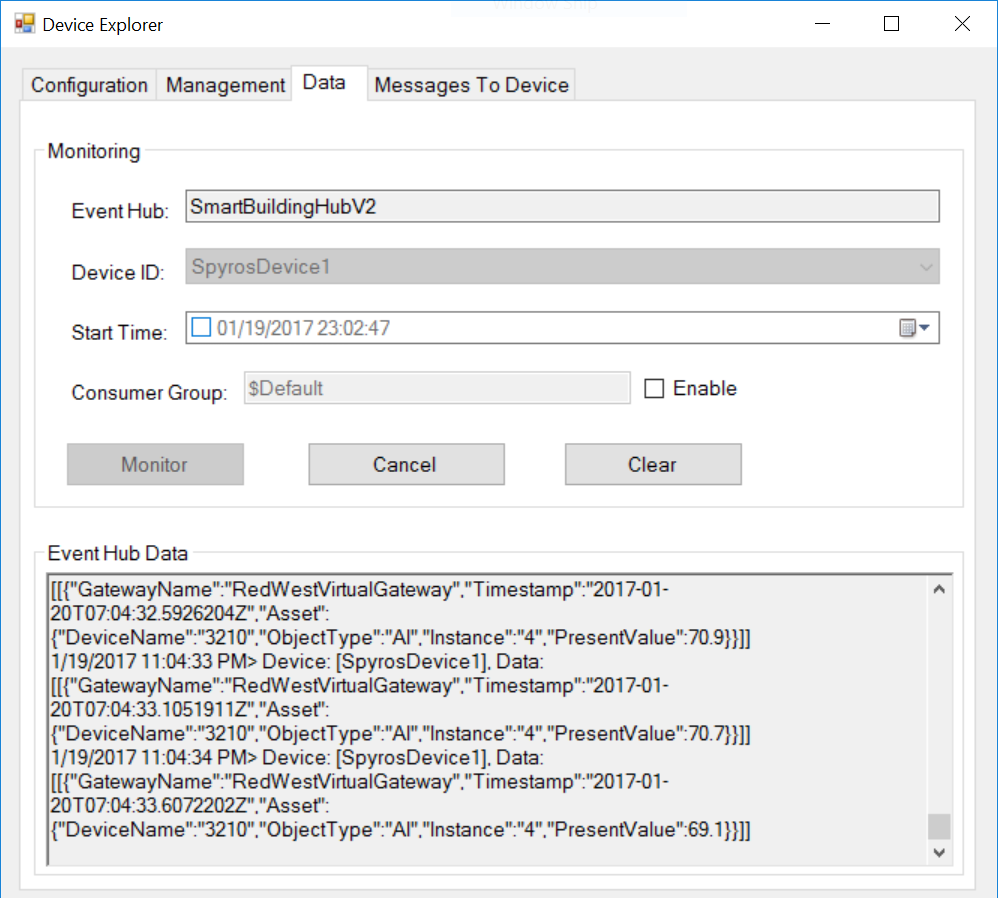 Window Snip
Device Explorer
Configuration Management Data Messages To Device
Monitoring
Event Hub: SmartBuildingHubV2
Device ID: SpyrosDevice1
Start Time: 01/19/2017 23:02:47
Consumer Group: $Default Enable
Monitor Cancel Clear
Event Hub Data
[[{"GatewayName":"RedWestVirtualGateway","Timestamp":"2017-01-
20T07:04:32.5926204Z","Asset":
{"DeviceName":"3210","ObjectType":"AI","Instance":"4","PresentValue":70.9}}]]
1/19/2017 11:04:33 PM> Device: [SpyrosDevice1], Data:
[[{"GatewayName":"RedWestVirtualGateway","Timestamp":"2017-01-
20T07:04:33.1051911Z","Asset":
{"DeviceName":"3210","ObjectType":"AI","Instance":"4","PresentValue":70.7}}]]
1/19/2017 11:04:34 PM> Device: [SpyrosDevice1], Data:
[[{"GatewayName":"RedWestVirtualGateway","Timestamp":"2017-01-
20T07:04:33.6072202Z","Asset":
{"DeviceName":"3210","ObjectType":"AI","Instance":"4","PresentValue":69.1}}]]